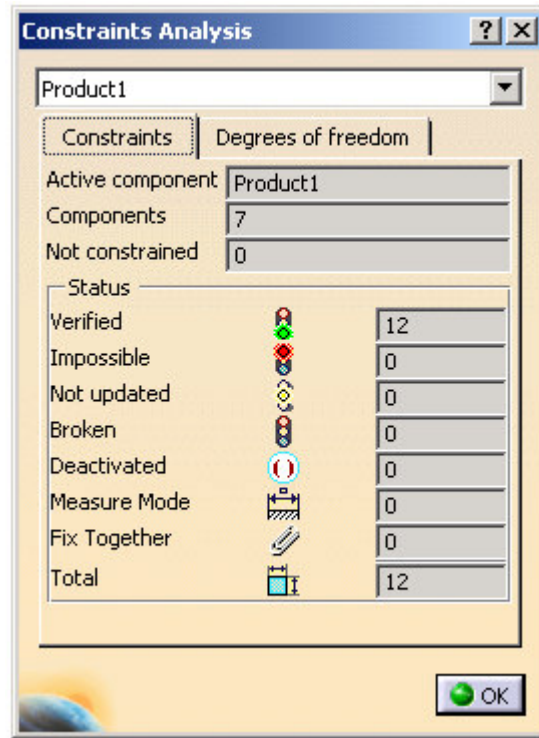 Constraints Analysis
Product1
Constraints Degrees of freedom
Active component Product1
Components 7
Not constrained 0
Status
Verified 12
Impossible 0
Not updated 0
Broken 0
Deactivated 0
Measure Mode 0
Fix Together 0
Total 12
OK